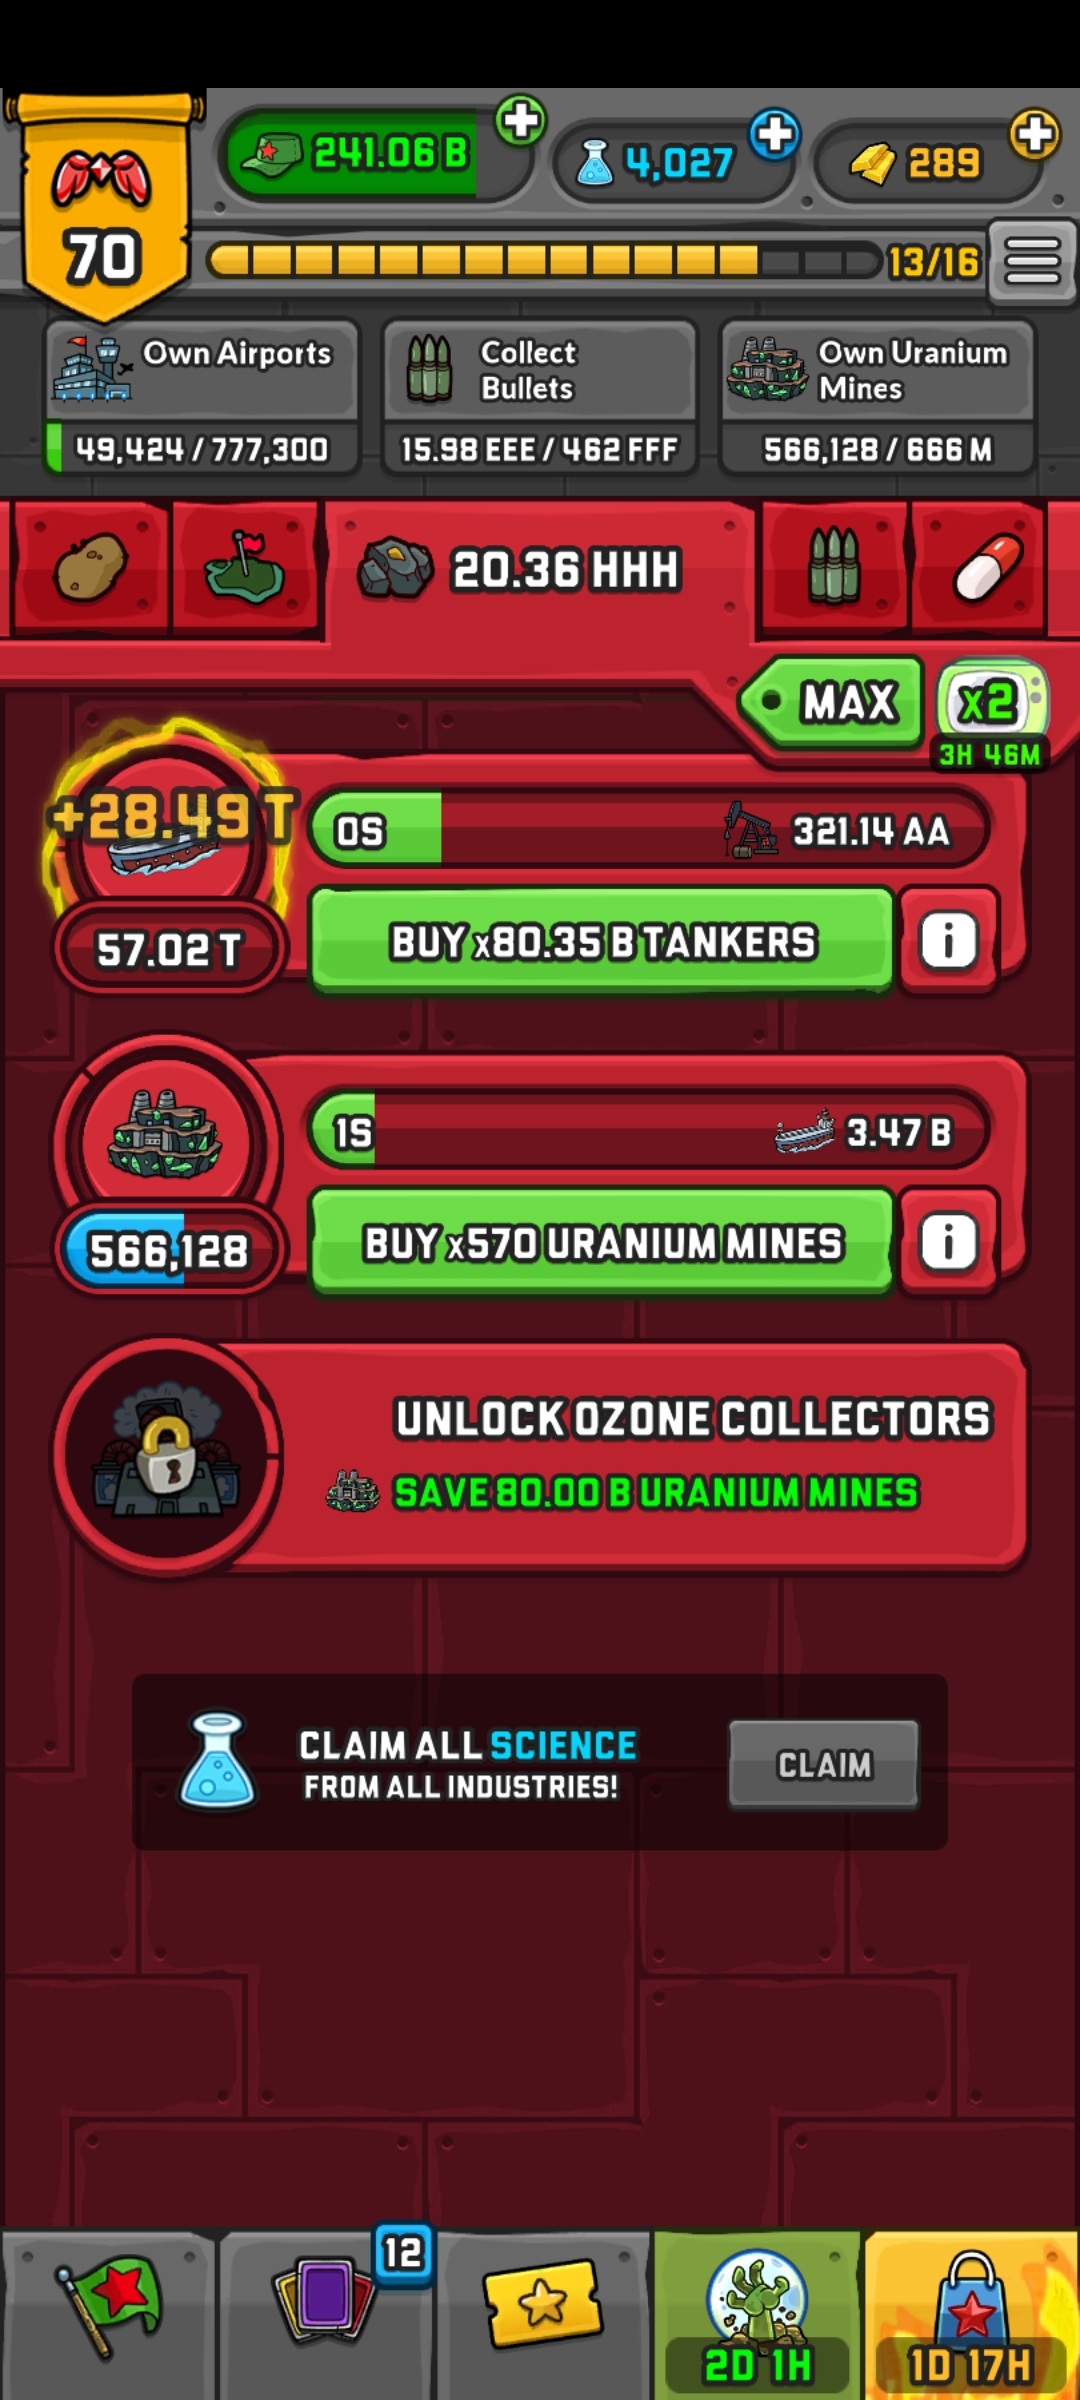 241.06 B
4,027
289
70
13/16
Own Airports
49,424 / 777,300
Collect
Bullets
15.98 EEE / 462 FFF
Own Uranium
Mines
566,128 / 666 M
20.36 HHH
MAX
x2
3H 46M
+28.49 T
0S
321.14 AA
57.02 T
BUY x80.35 B TANKERS
i
1S
3.47 B
566,128
BUY x570 URANIUM MINES
i
UNLOCK OZONE COLLECTORS
SAVE 80.00 B URANIUM MINES
CLAIM ALL SCIENCE
FROM ALL INDUSTRIES!
CLAIM
12
2D 1H
1D 17H